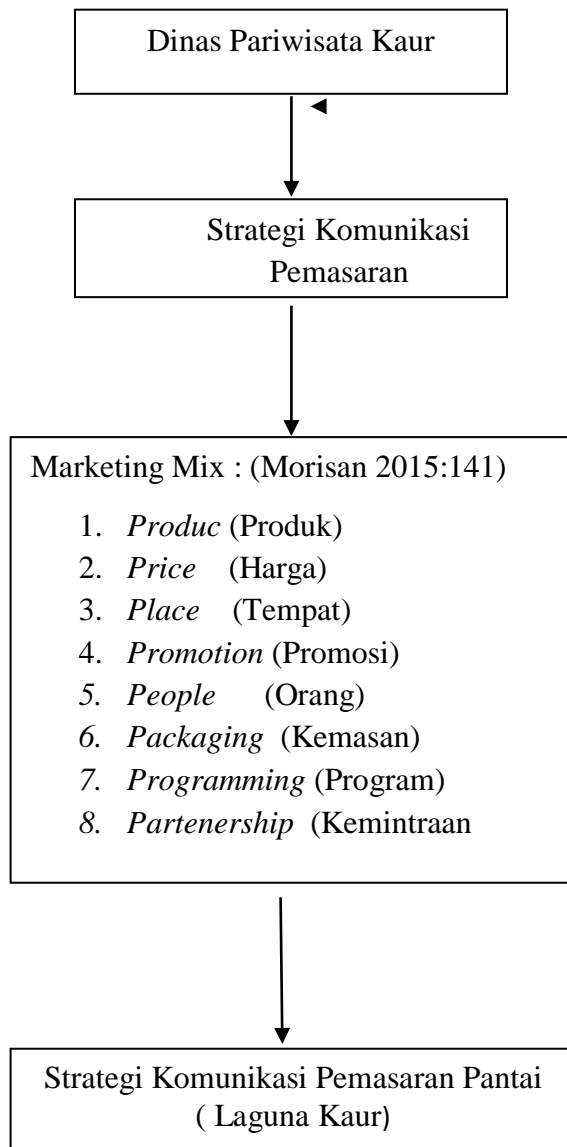 Dinas Pariwisata Kaur
Strategi Komunikasi
Pemasaran
Marketing Mix : (Morisan 2015:141)
1. Produc (Produk)
2. Price (Harga)
3. Place (Tempat)
4. Promotion (Promosi)
5. People (Orang)
6. Packaging (Kemasan)
7. Programming (Program)
8. Partenership (Kemintraan
Strategi Komunikasi Pemasaran Pantai
( Laguna Kaur)